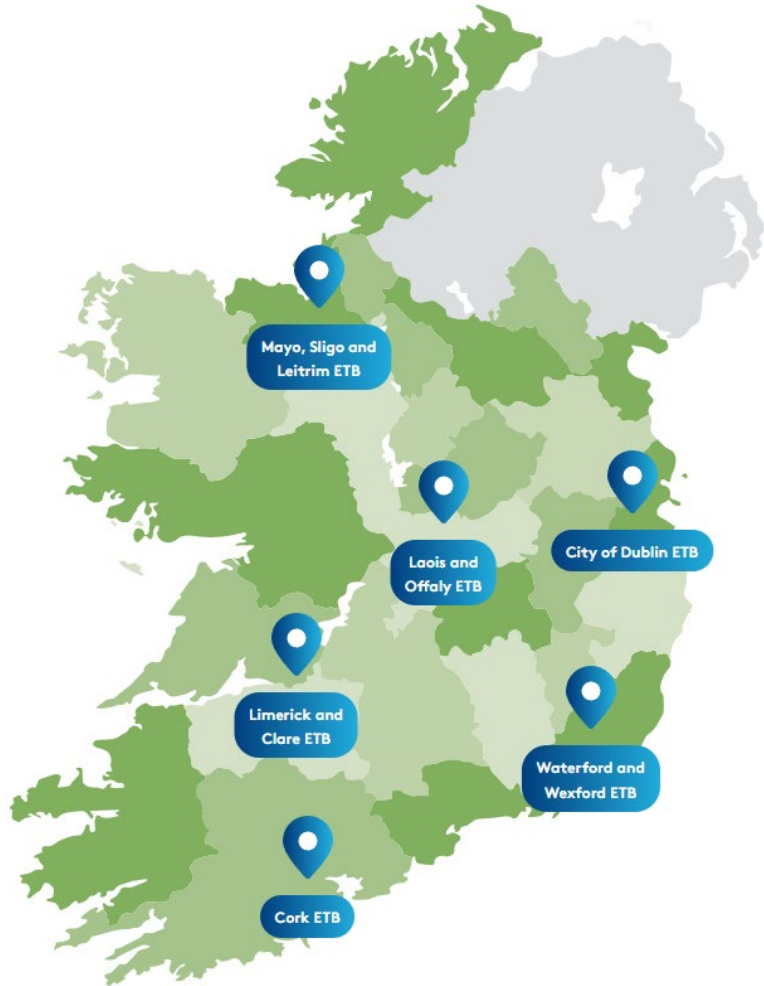 Mayo, Sligo and
Leitrim ETB
City of Dublin ETB
Laois and
Offaly ETB
Limerick and
Clare ETB
Waterford and
Wexford ETB
Cork ETB